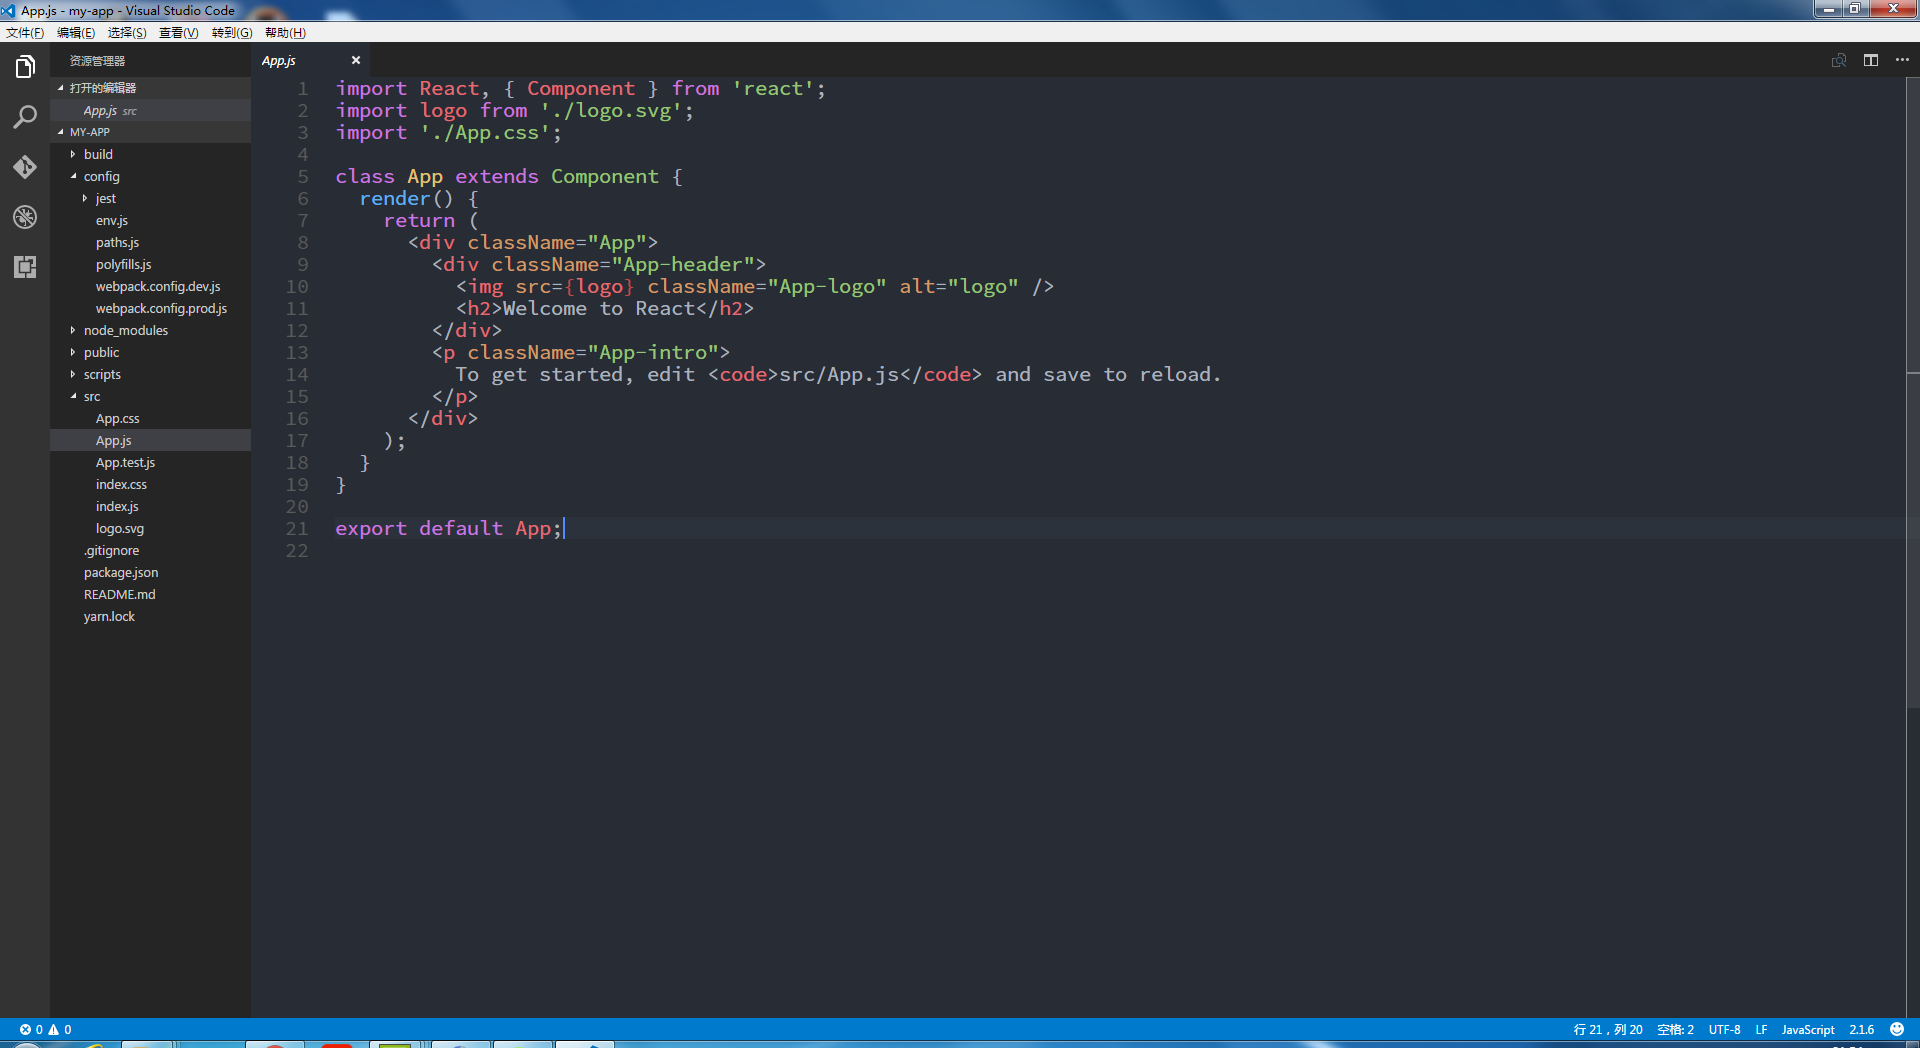 App.js - my-app - Visual Studio Code
文件(F) 编辑(E) 选择(S) 查看(V) 转到(G) 帮助(H)
资源管理器
打开的编辑器
App.js src
MY-APP
build
config
jest
env.js
paths.js
polyfills.js
webpack.config.dev.js
webpack.config.prod.js
node_modules
public
scripts
src
App.css
App.js
App.test.js
index.css
index.js
logo.svg
.gitignore
package.json
README.md
yarn.lock
App.js
1 import React, { Component } from 'react';
2 import logo from './logo.svg';
3 import './App.css';
4
5 class App extends Component {
6   render() {
7     return (
8       <div className="App">
9         <div className="App-header">
10           <img src={logo} className="App-logo" alt="logo" />
11           <h2>Welcome to React</h2>
12         </div>
13         <p className="App-intro">
14           To get started, edit <code>src/App.js</code> and save to reload.
15         </p>
16       </div>
17     );
18   }
19 }
20
21 export default App;
22
0 0
行 21，列 20 空格: 2 UTF-8 LF JavaScript 2.1.6